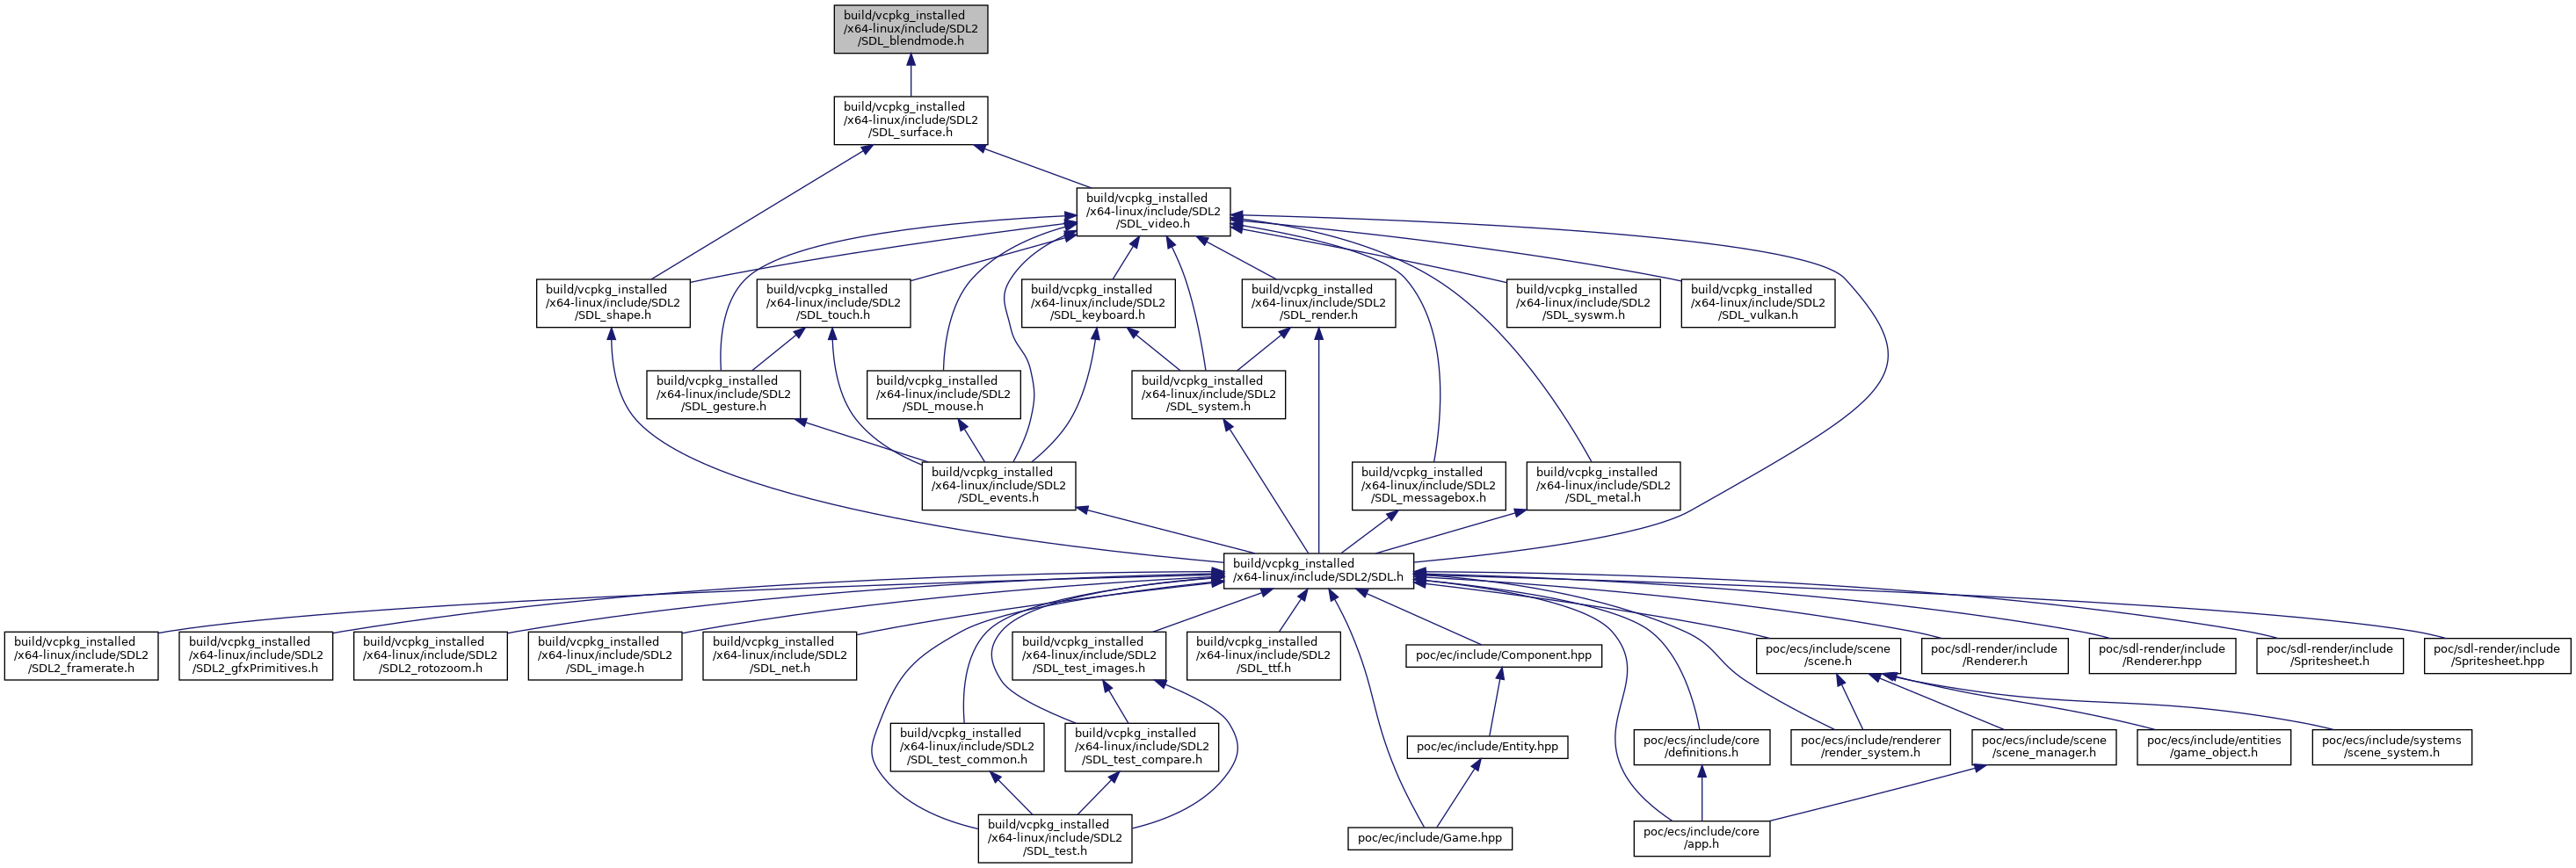 build/vcpkg_installed
/x64-linux/include/SDL2
/SDL_blendmode.h
build/vcpkg_installed
/x64-linux/include/SDL2
/SDL_surface.h
build/vcpkg_installed
/x64-linux/include/SDL2
/SDL_video.h
build/vcpkg_installed
/x64-linux/include/SDL2
/SDL_shape.h
build/vcpkg_installed
/x64-linux/include/SDL2
/SDL_touch.h
build/vcpkg_installed
/x64-linux/include/SDL2
/SDL_keyboard.h
build/vcpkg_installed
/x64-linux/include/SDL2
/SDL_render.h
build/vcpkg_installed
/x64-linux/include/SDL2
/SDL_syswm.h
build/vcpkg_installed
/x64-linux/include/SDL2
/SDL_vulkan.h
build/vcpkg_installed
/x64-linux/include/SDL2
/SDL_gesture.h
build/vcpkg_installed
/x64-linux/include/SDL2
/SDL_mouse.h
build/vcpkg_installed
/x64-linux/include/SDL2
/SDL_system.h
build/vcpkg_installed
/x64-linux/include/SDL2
/SDL_events.h
build/vcpkg_installed
/x64-linux/include/SDL2
/SDL_messagebox.h
build/vcpkg_installed
/x64-linux/include/SDL2
/SDL_metal.h
build/vcpkg_installed
/x64-linux/include/SDL2/SDL.h
build/vcpkg_installed
/x64-linux/include/SDL2
/SDL2_framerate.h
build/vcpkg_installed
/x64-linux/include/SDL2
/SDL2_gfxPrimitives.h
build/vcpkg_installed
/x64-linux/include/SDL2
/SDL2_rotozoom.h
build/vcpkg_installed
/x64-linux/include/SDL2
/SDL_image.h
build/vcpkg_installed
/x64-linux/include/SDL2
/SDL_net.h
build/vcpkg_installed
/x64-linux/include/SDL2
/SDL_test_images.h
build/vcpkg_installed
/x64-linux/include/SDL2
/SDL_ttf.h
poc/ec/include/Component.hpp
poc/ecs/include/scene
/scene.h
poc/sdl-render/include
/Renderer.h
poc/sdl-render/include
/Renderer.hpp
poc/sdl-render/include
/Spritesheet.h
poc/sdl-render/include
/Spritesheet.hpp
build/vcpkg_installed
/x64-linux/include/SDL2
/SDL_test_common.h
build/vcpkg_installed
/x64-linux/include/SDL2
/SDL_test_compare.h
poc/ec/include/Entity.hpp
poc/ecs/include/core
/definitions.h
poc/ecs/include/renderer
/render_system.h
poc/ecs/include/scene
/scene_manager.h
poc/ecs/include/entities
/game_object.h
poc/ecs/include/systems
/scene_system.h
build/vcpkg_installed
/x64-linux/include/SDL2
/SDL_test.h
poc/ec/include/Game.hpp
poc/ecs/include/core
/app.h